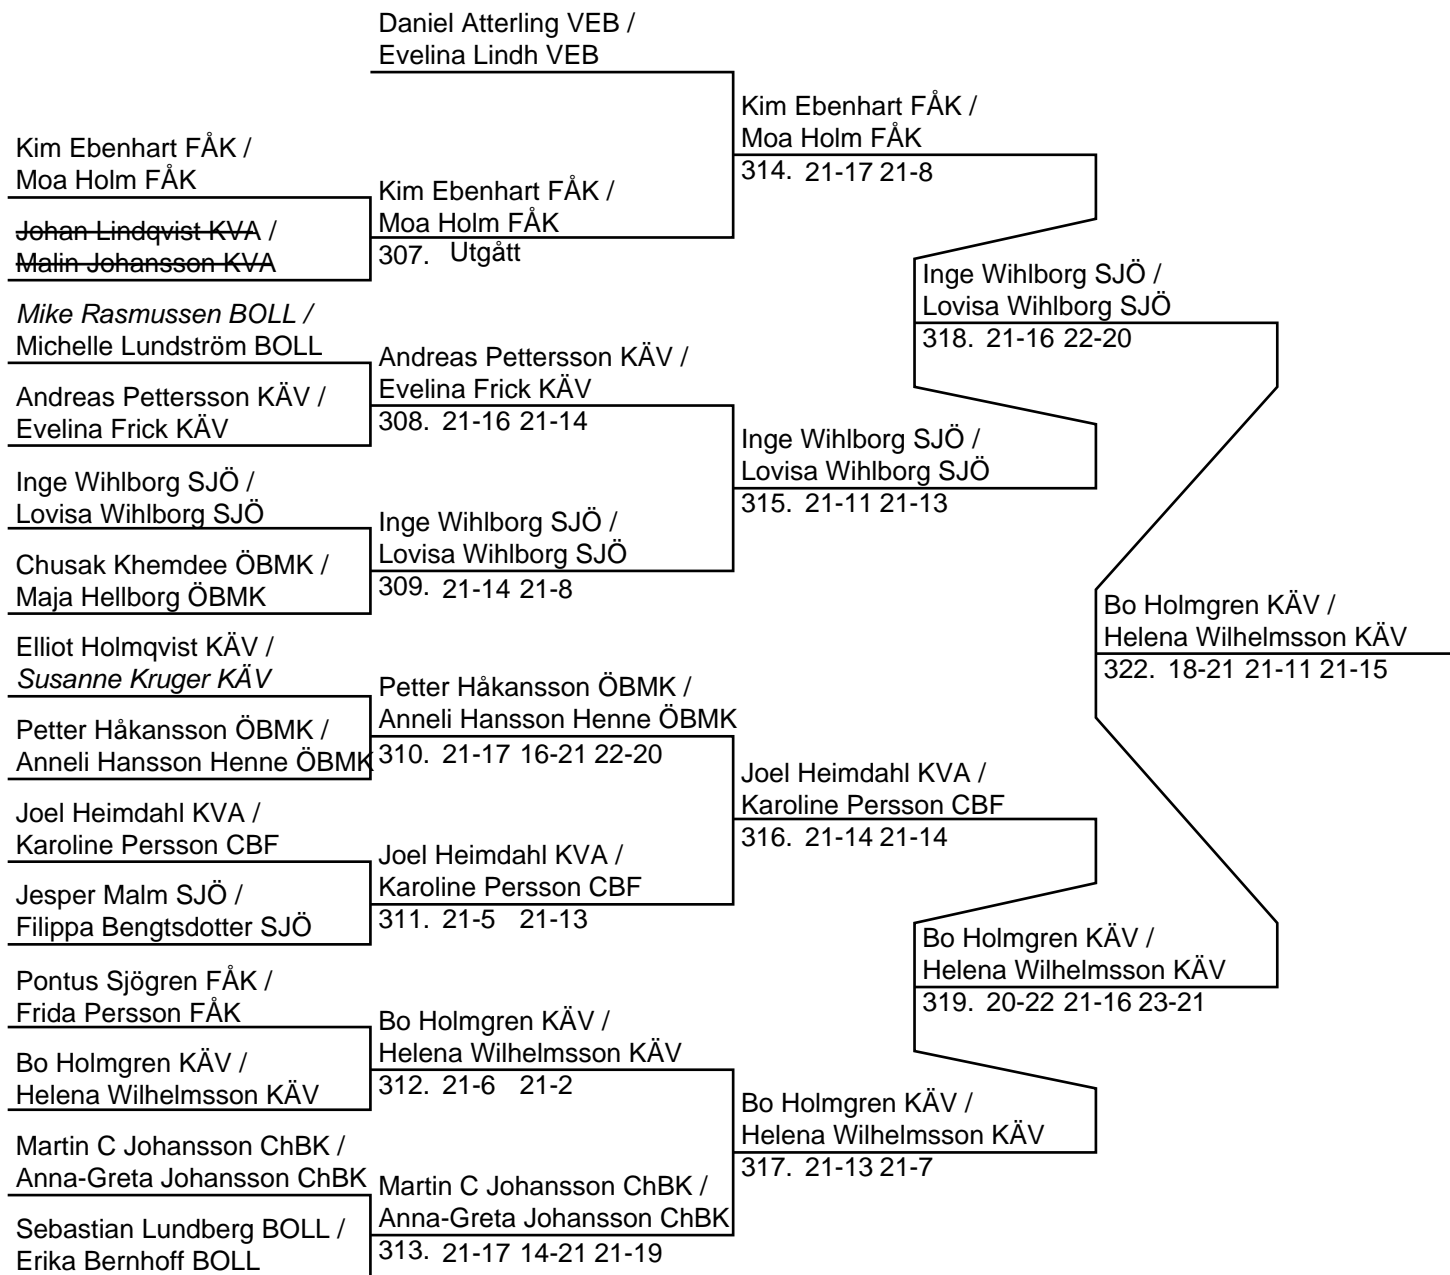 Daniel Atterling VEB /
Evelina Lindh VEB
Kim Ebenhart FÅK /
Moa Holm FÅK
Johan Lindqvist KVA /
Malin Johansson KVA
Mike Rasmussen BOLL /
Michelle Lundström BOLL
Andreas Pettersson KÄV /
Evelina Frick KÄV
Inge Wihlborg SJÖ /
Lovisa Wihlborg SJÖ
Chusak Khemdee ÖBMK /
Maja Hellborg ÖBMK
Elliot Holmqvist KÄV /
Susanne Kruger KÄV
Petter Håkansson ÖBMK /
Anneli Hansson Henne ÖBMK
Joel Heimdahl KVA /
Karoline Persson CBF
Jesper Malm SJÖ /
Filippa Bengtsdotter SJÖ
Pontus Sjögren FÅK /
Frida Persson FÅK
Bo Holmgren KÄV /
Helena Wilhelmsson KÄV
Martin C Johansson ChBK /
Anna-Greta Johansson ChBK
Sebastian Lundberg BOLL /
Erika Bernhoff BOLL
Kim Ebenhart FÅK /
Moa Holm FÅK
307. Utgått
Andreas Pettersson KÄV /
Evelina Frick KÄV
308. 21-16 21-14
Inge Wihlborg SJÖ /
Lovisa Wihlborg SJÖ
309. 21-14 21-8
Petter Håkansson ÖBMK /
Anneli Hansson Henne ÖBMK
310. 21-17 16-21 22-20
Joel Heimdahl KVA /
Karoline Persson CBF
311. 21-5 21-13
Bo Holmgren KÄV /
Helena Wilhelmsson KÄV
312. 21-6 21-2
Martin C Johansson ChBK /
Anna-Greta Johansson ChBK
313. 21-17 14-21 21-19
Kim Ebenhart FÅK /
Moa Holm FÅK
314. 21-17 21-8
Inge Wihlborg SJÖ /
Lovisa Wihlborg SJÖ
315. 21-11 21-13
Joel Heimdahl KVA /
Karoline Persson CBF
316. 21-14 21-14
Bo Holmgren KÄV /
Helena Wilhelmsson KÄV
317. 21-13 21-7
Inge Wihlborg SJÖ /
Lovisa Wihlborg SJÖ
318. 21-16 22-20
Bo Holmgren KÄV /
Helena Wilhelmsson KÄV
319. 20-22 21-16 23-21
Bo Holmgren KÄV /
Helena Wilhelmsson KÄV
322. 18-21 21-11 21-15